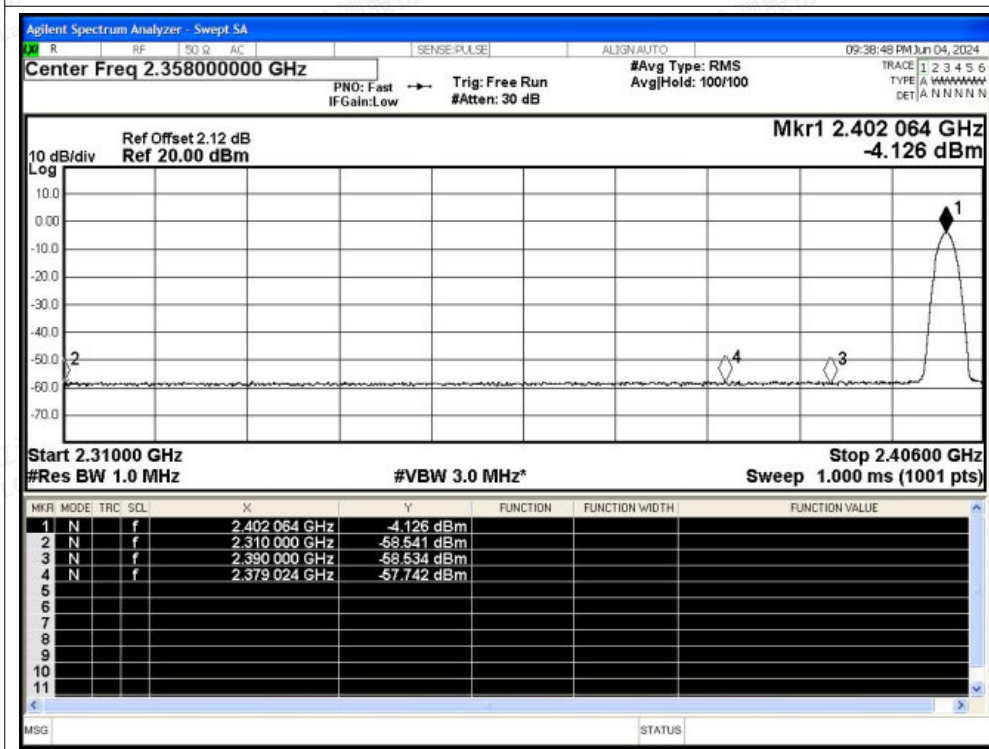 Agilent Spectrum Analyzer - Swept SA
LXI R RF 50 Ω AC SENSE:PULSE ALIGN AUTO 09:38:48 PM Jun 04, 2024
Center Freq 2.358000000 GHz
PNO: Fast
IFGain:Low
Trig: Free Run
#Atten: 30 dB
#Avg Type: RMS
Avg|Hold: 100/100
TRACE 1 2 3 4 5 6
TYPE A WWWWW
DET A N N N N N
Mkr1 2.402 064 GHz
-4.126 dBm
Ref Offset 2.12 dB
10 dB/div Ref 20.00 dBm
Log
10.0
0.00
-10.0
-20.0
-30.0
-40.0
-50.0
-60.0
-70.0
1
2
4
3
Start 2.31000 GHz Stop 2.40600 GHz
#Res BW 1.0 MHz #VBW 3.0 MHz* Sweep 1.000 ms (1001 pts)
MKR MODE TRC SCL X Y FUNCTION FUNCTION WIDTH FUNCTION VALUE
1 N f 2.402 064 GHz -4.126 dBm
2 N f 2.310 000 GHz -58.541 dBm
3 N f 2.390 000 GHz -58.534 dBm
4 N f 2.379 024 GHz -57.742 dBm
5
6
7
8
9
10
11
MSG STATUS